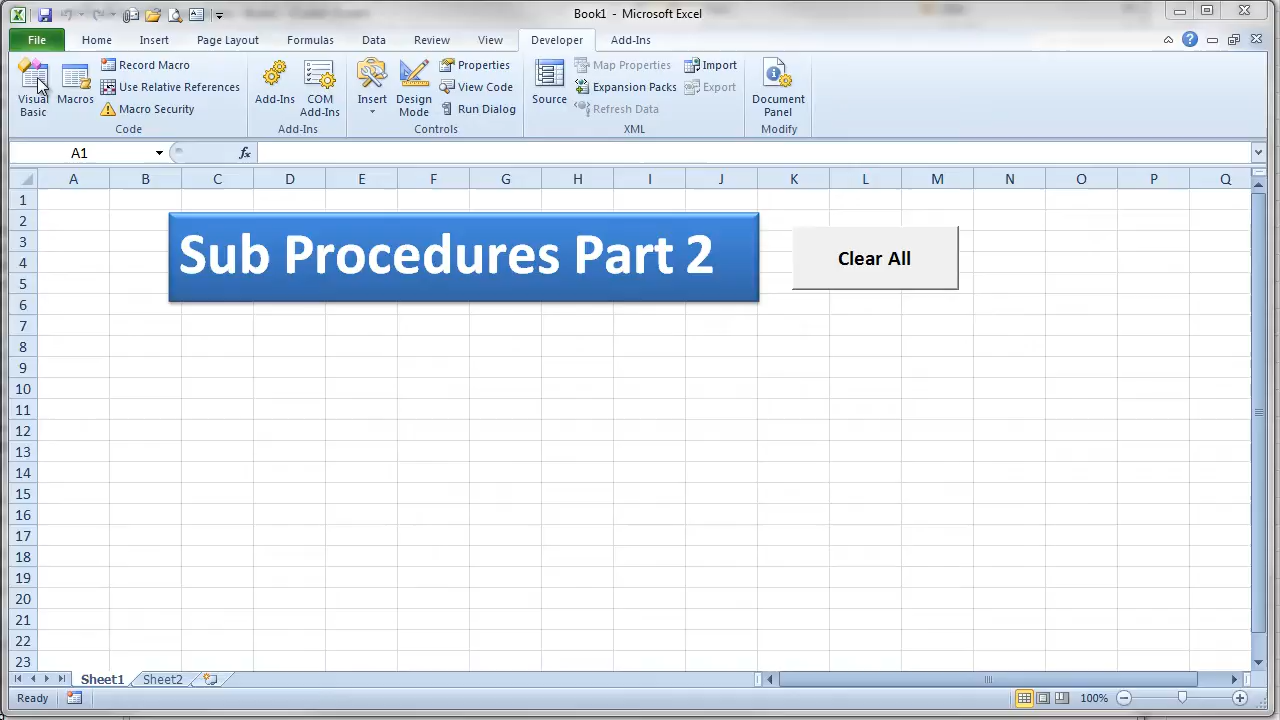 Book1 - Microsoft Excel
File Home Insert Page Layout Formulas Data Review View Developer Add-Ins
Visual Basic
Macros
Record Macro
Use Relative References
Macro Security
Code
Add-Ins
COM Add-Ins
Add-Ins
Insert
Design Mode
Properties
View Code
Run Dialog
Controls
Source
Map Properties
Expansion Packs
Refresh Data
Import
Export
XML
Document Panel
Modify
A1 fx
A B C D E F G H I J K L M N O P Q
1
2
3
4
5
6
7
8
9
10
11
12
13
14
15
16
17
18
19
20
21
22
23
Sub Procedures Part 2
Clear All
Sheet1 Sheet2
Ready 100%